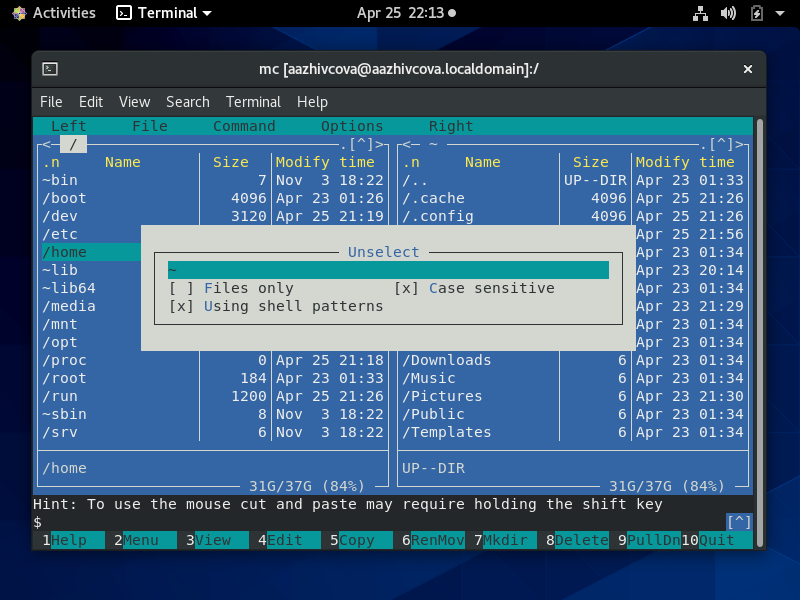 Activities Terminal Apr 25 22:13
mc [aazhivcova@aazhivcova.localdomain]:/
File Edit View Search Terminal Help
Left File Command Options Right
<— / .[^]> <— ~ .[^]>
.n Name Size Modify time .n Name Size Modify time
~bin 7 Nov 3 18:22 /.. UP--DIR Apr 23 01:33
/boot 4096 Apr 23 01:26 /.cache 4096 Apr 25 21:26
/dev 3120 Apr 25 21:19 /.config 4096 Apr 25 21:26
/etc Apr 25 21:56
/home Unselect Apr 23 01:34
~lib ~ Apr 23 20:14
~lib64 [ ] Files only [x] Case sensitive Apr 23 01:34
/media [x] Using shell patterns Apr 23 21:29
/mnt Apr 23 01:34
/opt Apr 23 01:34
/proc 0 Apr 25 21:18 /Downloads 6 Apr 23 01:34
/root 184 Apr 23 01:33 /Music 6 Apr 23 01:34
/run 1200 Apr 25 21:26 /Pictures 6 Apr 23 21:30
~sbin 8 Nov 3 18:22 /Public 6 Apr 23 01:34
/srv 6 Nov 3 18:22 /Templates 6 Apr 23 01:34
/home UP--DIR
31G/37G (84%) 31G/37G (84%)
Hint: To use the mouse cut and paste may require holding the shift key
$ [^]
1Help 2Menu 3View 4Edit 5Copy 6RenMov 7Mkdir 8Delete 9PullDn 10Quit